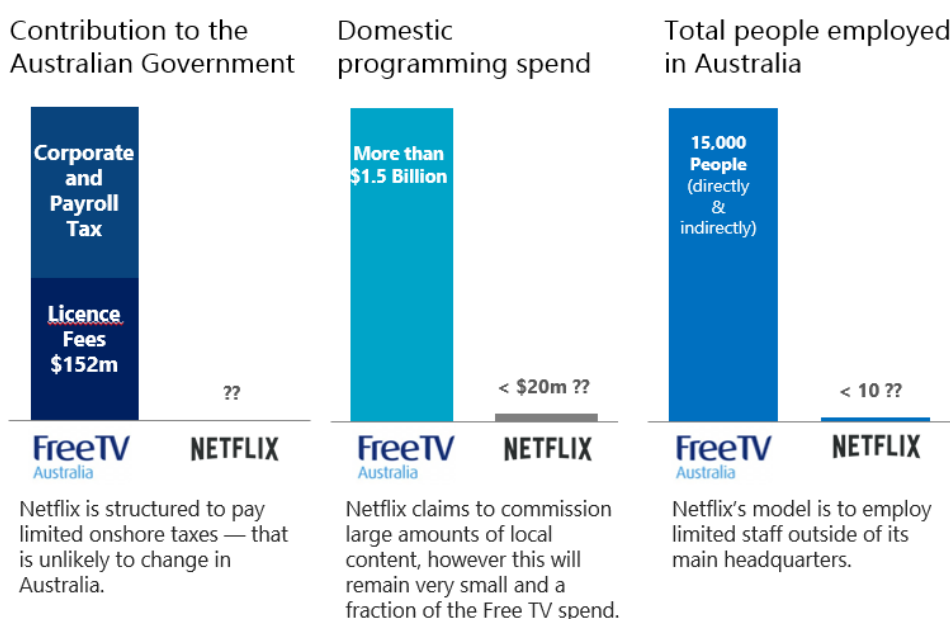 Contribution to the
Australian Government
Corporate
and
Payroll
Tax
Licence
Fees
$152m
??
FreeTV
Australia
NETFLIX
Netflix is structured to pay
limited onshore taxes — that
is unlikely to change in
Australia.
Domestic
programming spend
More than
$1.5 Billion
< $20m ??
FreeTV
Australia
NETFLIX
Netflix claims to commission
large amounts of local
content, however this will
remain very small and a
fraction of the Free TV spend.
Total people employed
in Australia
15,000
People
(directly
&
indirectly)
< 10 ??
FreeTV
Australia
NETFLIX
Netflix's model is to employ
limited staff outside of its
main headquarters.